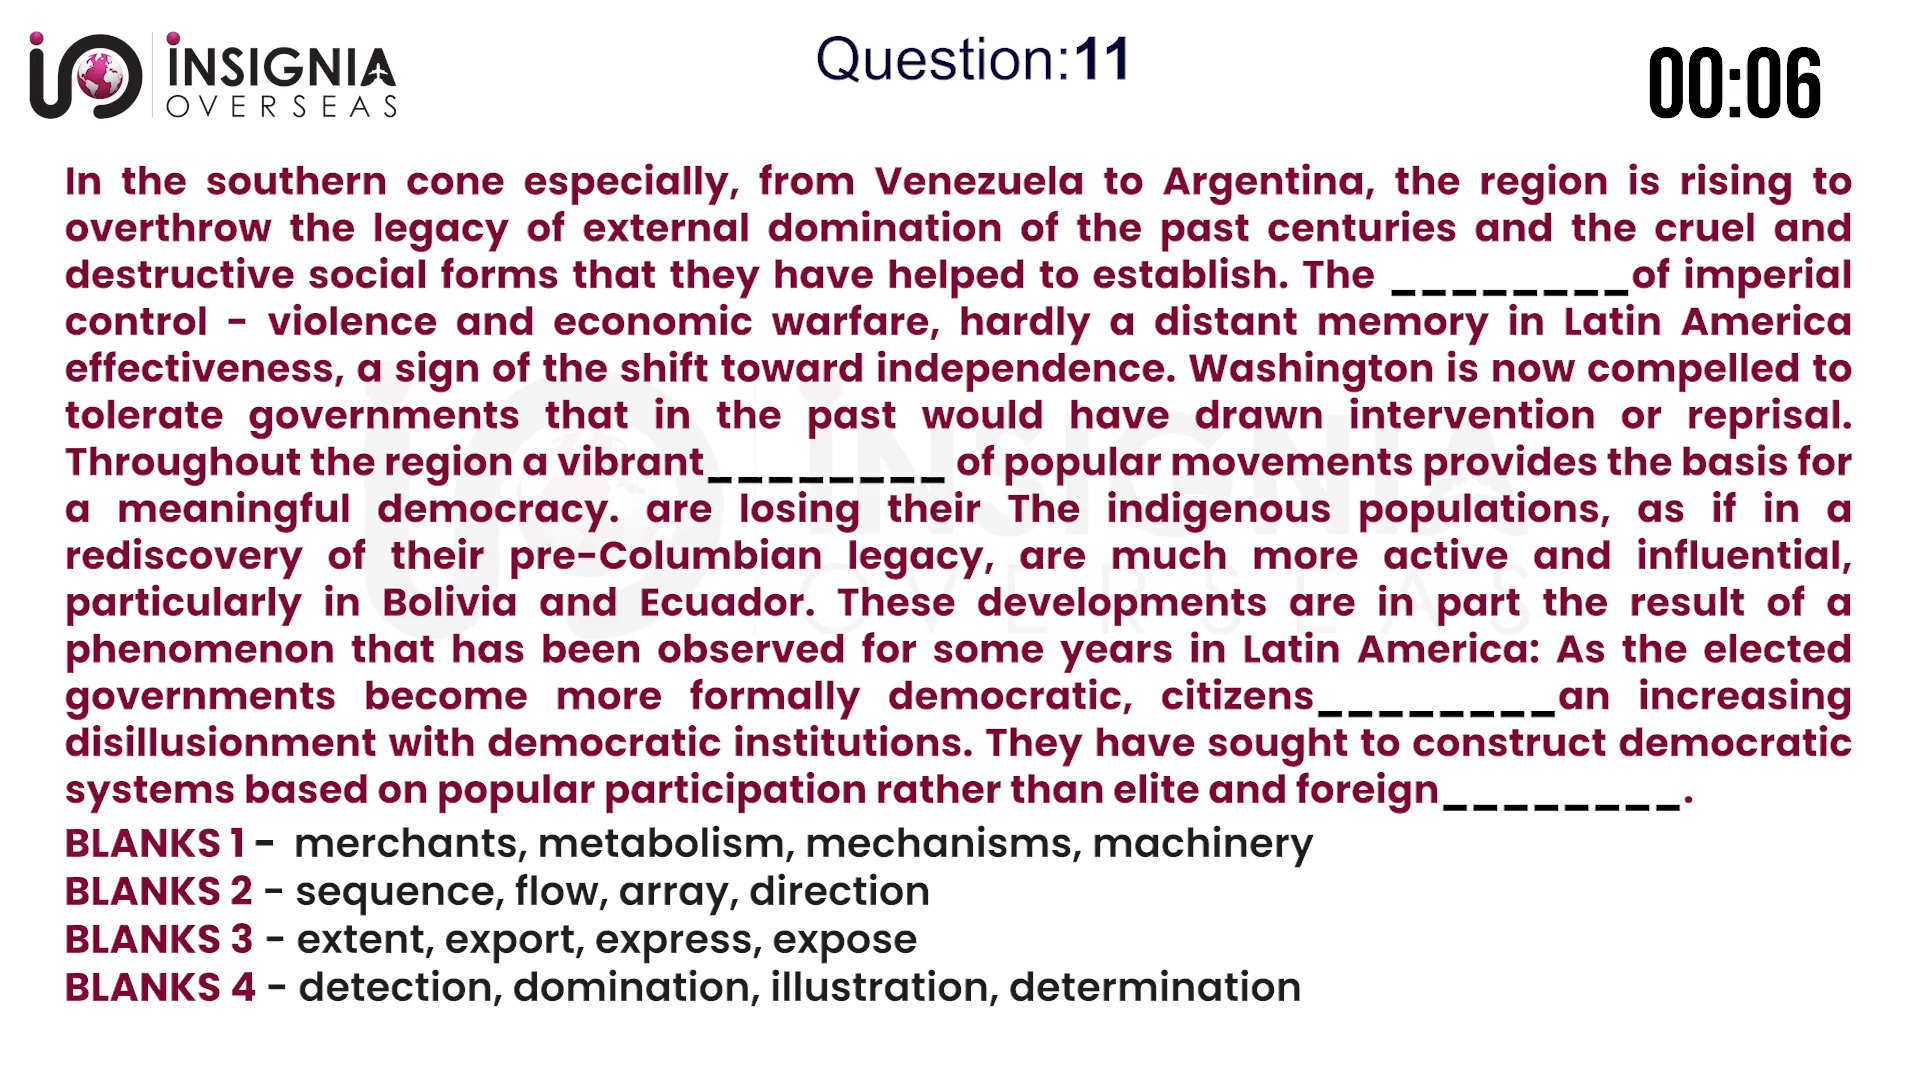 INSIGNIA
OVERSEAS
Question:11
00:06
In the southern cone especially, from Venezuela to Argentina, the region is rising to
overthrow the legacy of external domination of the past centuries and the cruel and
destructive social forms that they have helped to establish. The ________of imperial
control - violence and economic warfare, hardly a distant memory in Latin America
effectiveness, a sign of the shift toward independence. Washington is now compelled to
tolerate governments that in the past would have drawn intervention or reprisal.
Throughout the region a vibrant________ of popular movements provides the basis for
a meaningful democracy. are losing their The indigenous populations, as if in a
rediscovery of their pre-Columbian legacy, are much more active and influential,
particularly in Bolivia and Ecuador. These developments are in part the result of a
phenomenon that has been observed for some years in Latin America: As the elected
governments become more formally democratic, citizens________an increasing
disillusionment with democratic institutions. They have sought to construct democratic
systems based on popular participation rather than elite and foreign________.
BLANKS 1 - merchants, metabolism, mechanisms, machinery
BLANKS 2 - sequence, flow, array, direction
BLANKS 3 - extent, export, express, expose
BLANKS 4 - detection, domination, illustration, determination